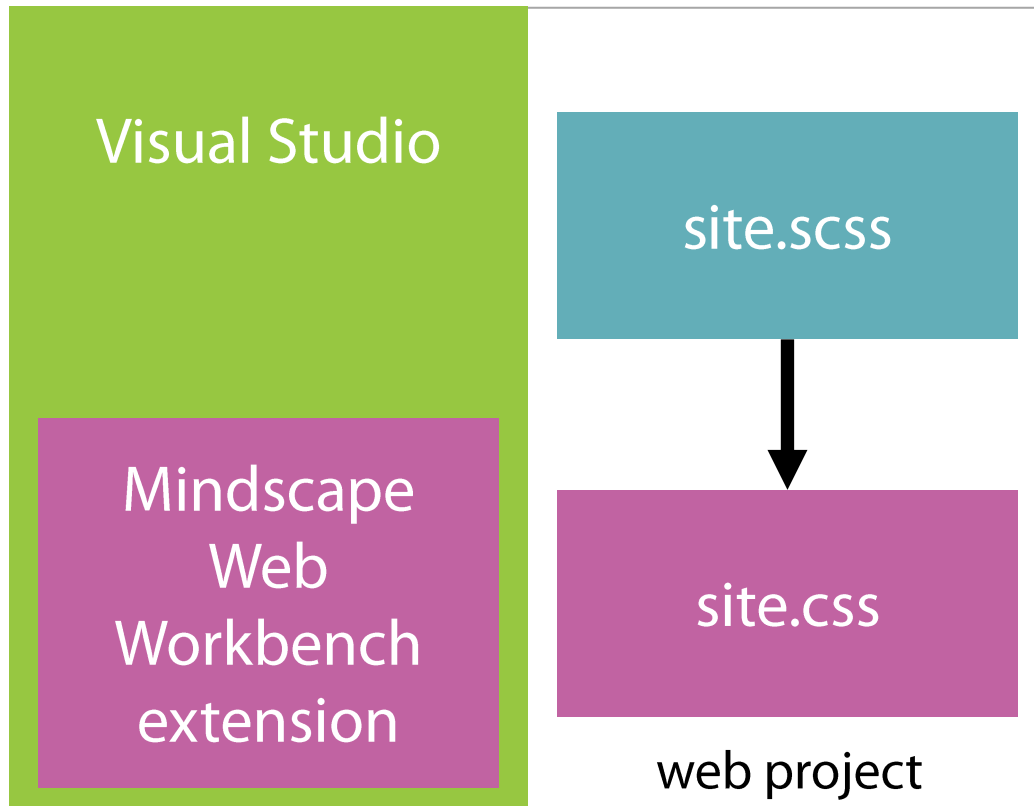 Visual Studio
Mindscape
Web
Workbench
extension
site.scss
site.css
web project